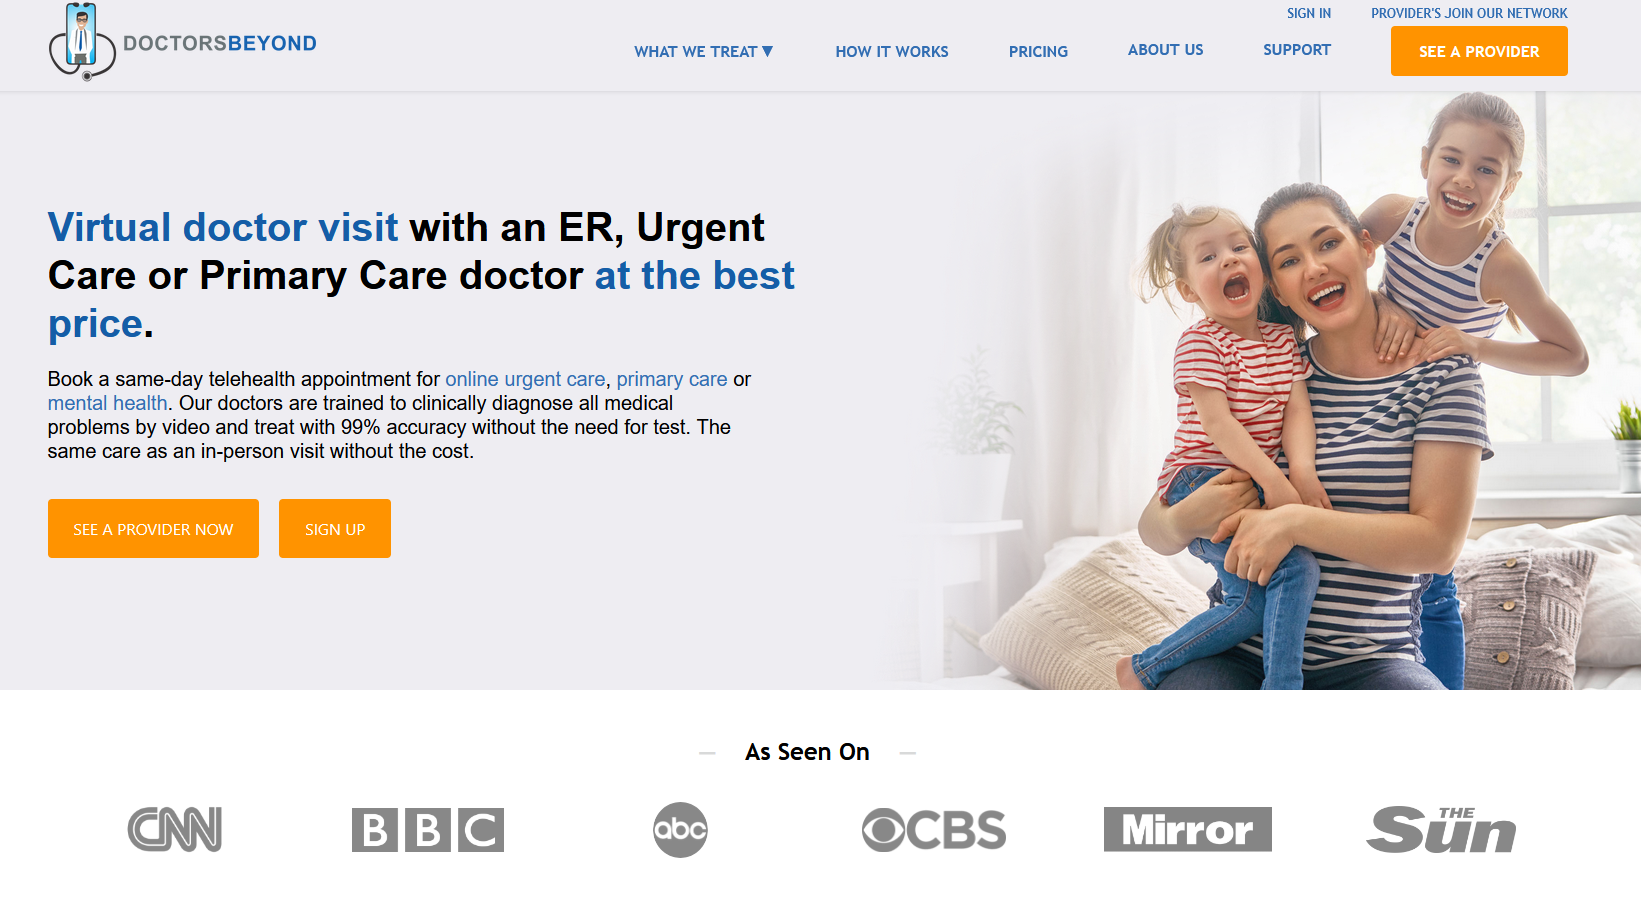 SIGN IN
PROVIDER'S JOIN OUR NETWORK
DOCTORSBEYOND
WHAT WE TREAT ▼
HOW IT WORKS
PRICING
ABOUT US
SUPPORT
SEE A PROVIDER
Virtual doctor visit with an ER, Urgent
Care or Primary Care doctor at the best
price.
Book a same-day telehealth appointment for online urgent care, primary care or
mental health. Our doctors are trained to clinically diagnose all medical
problems by video and treat with 99% accuracy without the need for test. The
same care as an in-person visit without the cost.
SEE A PROVIDER NOW
SIGN UP
As Seen On
CNN
BBC
abc
CBS
Mirror
THE
Sun